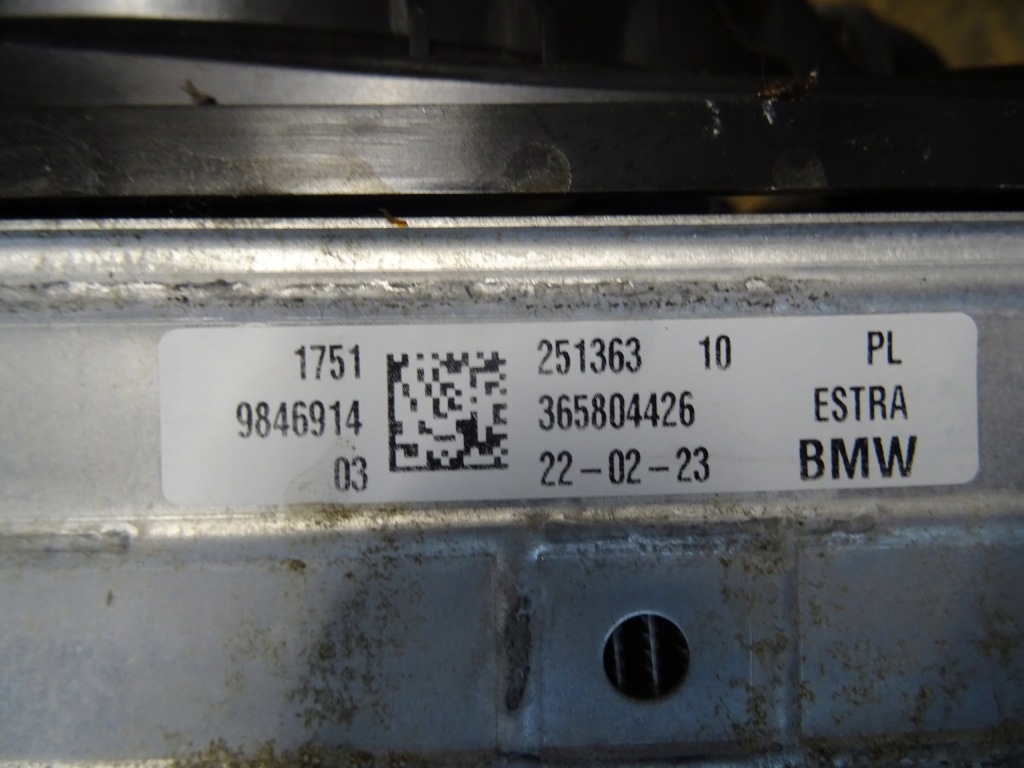 1751 251363 10 PL
9846914 365804426 ESTRA
03 22-02-23 BMW